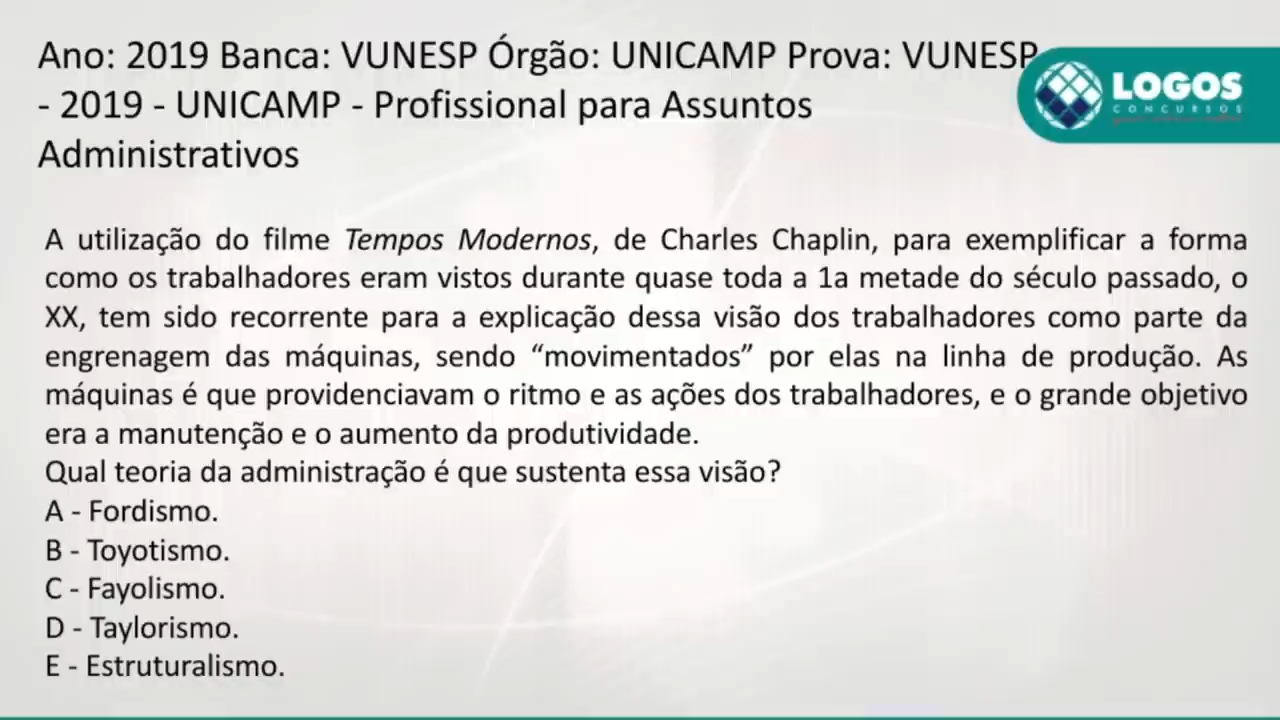 Ano: 2019 Banca: VUNESP Órgão: UNICAMP Prova: VUNESP
- 2019 - UNICAMP - Profissional para Assuntos
Administrativos
LOGOS
CONCURSOS
A utilização do filme Tempos Modernos, de Charles Chaplin, para exemplificar a forma
como os trabalhadores eram vistos durante quase toda a 1a metade do século passado, o
XX, tem sido recorrente para a explicação dessa visão dos trabalhadores como parte da
engrenagem das máquinas, sendo “movimentados” por elas na linha de produção. As
máquinas é que providenciavam o ritmo e as ações dos trabalhadores, e o grande objetivo
era a manutenção e o aumento da produtividade.
Qual teoria da administração é que sustenta essa visão?
A - Fordismo.
B - Toyotismo.
C - Fayolismo.
D - Taylorismo.
E - Estruturalismo.